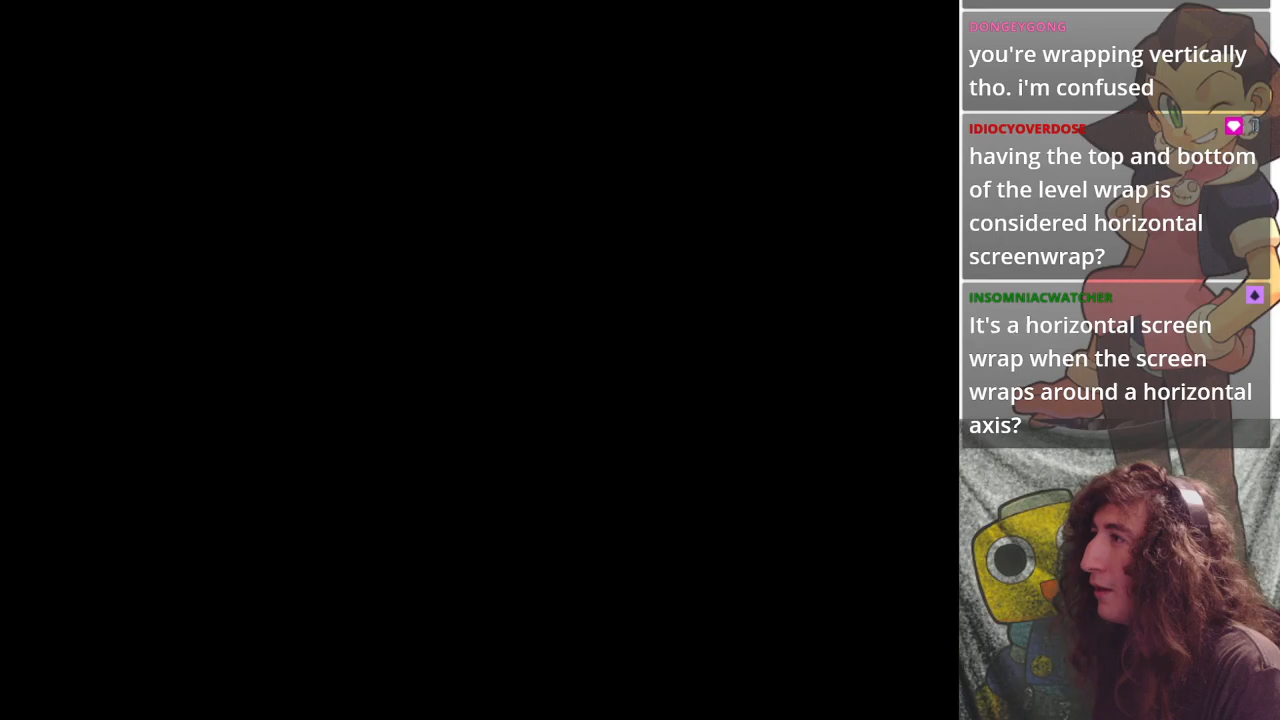 DONGEYGONG
you're wrapping vertically
tho. i'm confused
IDIOCYOVERDOSE
having the top and bottom
of the level wrap is
considered horizontal
screenwrap?
INSOMNIACWATCHER
It's a horizontal screen
wrap when the screen
wraps around a horizontal
axis?